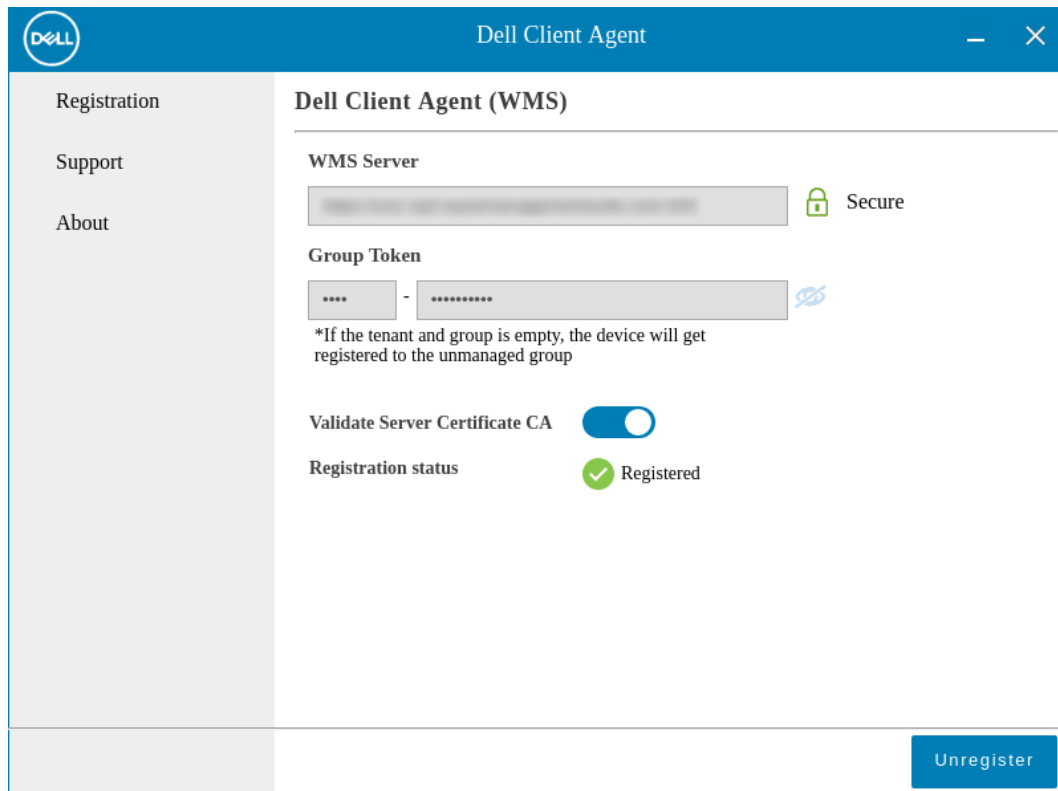 DELL
Dell Client Agent
Registration
Support
About
Dell Client Agent (WMS)
WMS Server
Secure
Group Token
•••• - ••••••••••
*If the tenant and group is empty, the device will get
registered to the unmanaged group
Validate Server Certificate CA
Registration status
Registered
Unregister